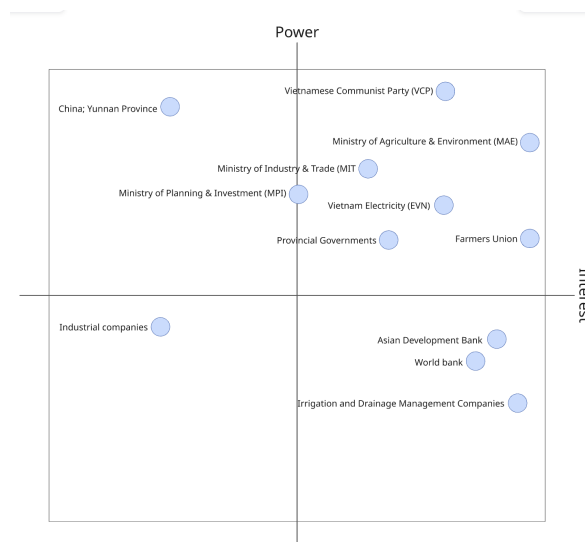 Power
Vietnamese Communist Party (VCP)
China; Yunnan Province
Ministry of Agriculture & Environment (MAE)
Ministry of Industry & Trade (MIT
Ministry of Planning & Investment (MPI)
Vietnam Electricity (EVN)
Provincial Governments
Farmers Union
Interest
Industrial companies
Asian Development Bank
World bank
Irrigation and Drainage Management Companies